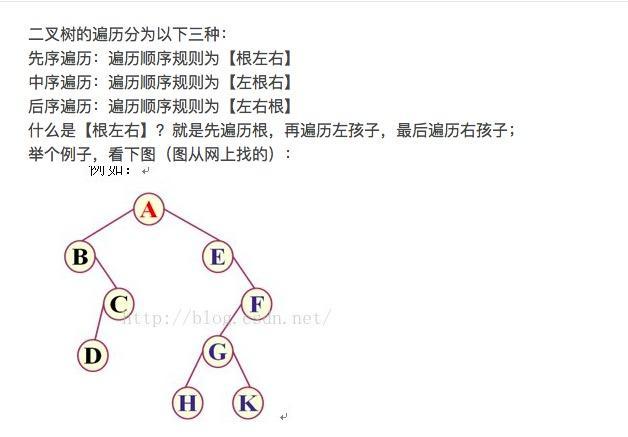 二叉树的遍历分为以下三种：
先序遍历：遍历顺序规则为【根左右】
中序遍历：遍历顺序规则为【左根右】
后序遍历：遍历顺序规则为【左右根】
什么是【根左右】？就是先遍历根，再遍历左孩子，最后遍历右孩子；
举个例子，看下图（图从网上找的）：
例如：
A
B E
C F
http://blog.csdn.net/
D G
H K